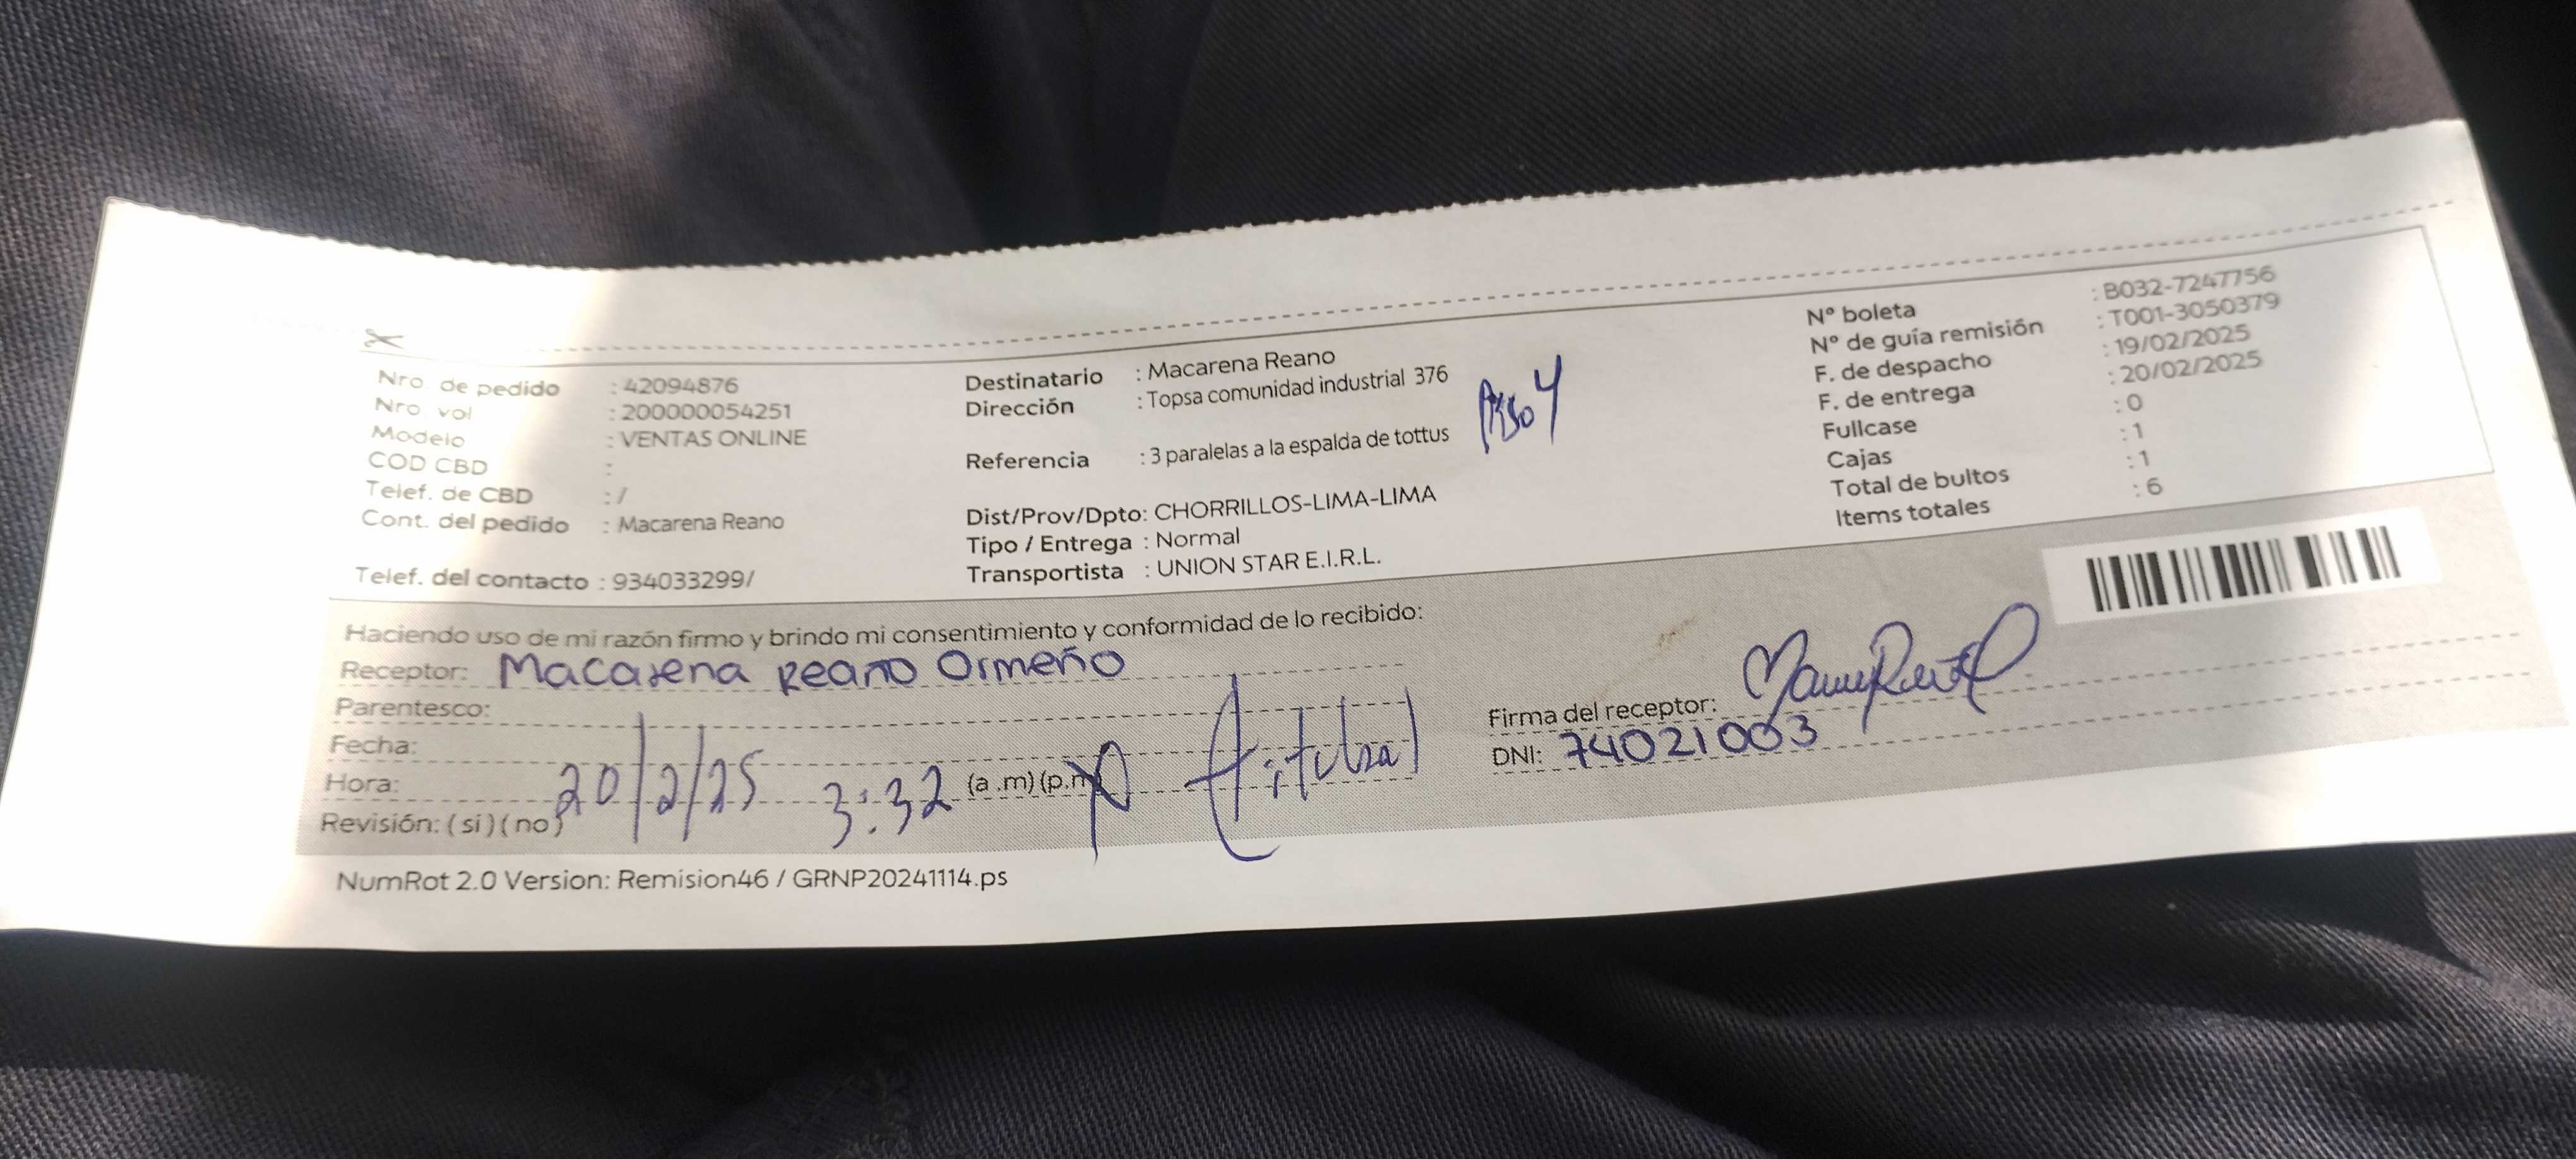 Nro. de pedido : 42094876
Nro. vol : 200000054251
Modelo : VENTAS ONLINE
COD CBD :
Telef. de CBD : /
Cont. del pedido : Macarena Reano
Telef. del contacto : 934033299/
Destinatario : Macarena Reano
Dirección : Topsa comunidad industrial 376
Piso 4
Referencia : 3 paralelas a la espalda de tottus
Dist/Prov/Dpto: CHORRILLOS-LIMA-LIMA
Tipo / Entrega : Normal
Transportista : UNION STAR E.I.R.L.
Nº boleta : B032-7247756
Nº de guía remisión : T001-3050379
F. de despacho : 19/02/2025
F. de entrega : 20/02/2025
Fullcase : 0
Cajas : 1
Total de bultos : 1
Items totales : 6
Haciendo uso de mi razón firmo y brindo mi consentimiento y conformidad de lo recibido:
Receptor: Macarena Reaño Ormeño
Parentesco:
Fecha:
Hora: 20/2/25 3:32 (a.m) (p.m) titular
Revisión: (si) (no)
Firma del receptor:
DNI: 74021003
NumRot 2.0 Version: Remision46 / GRNP20241114.ps